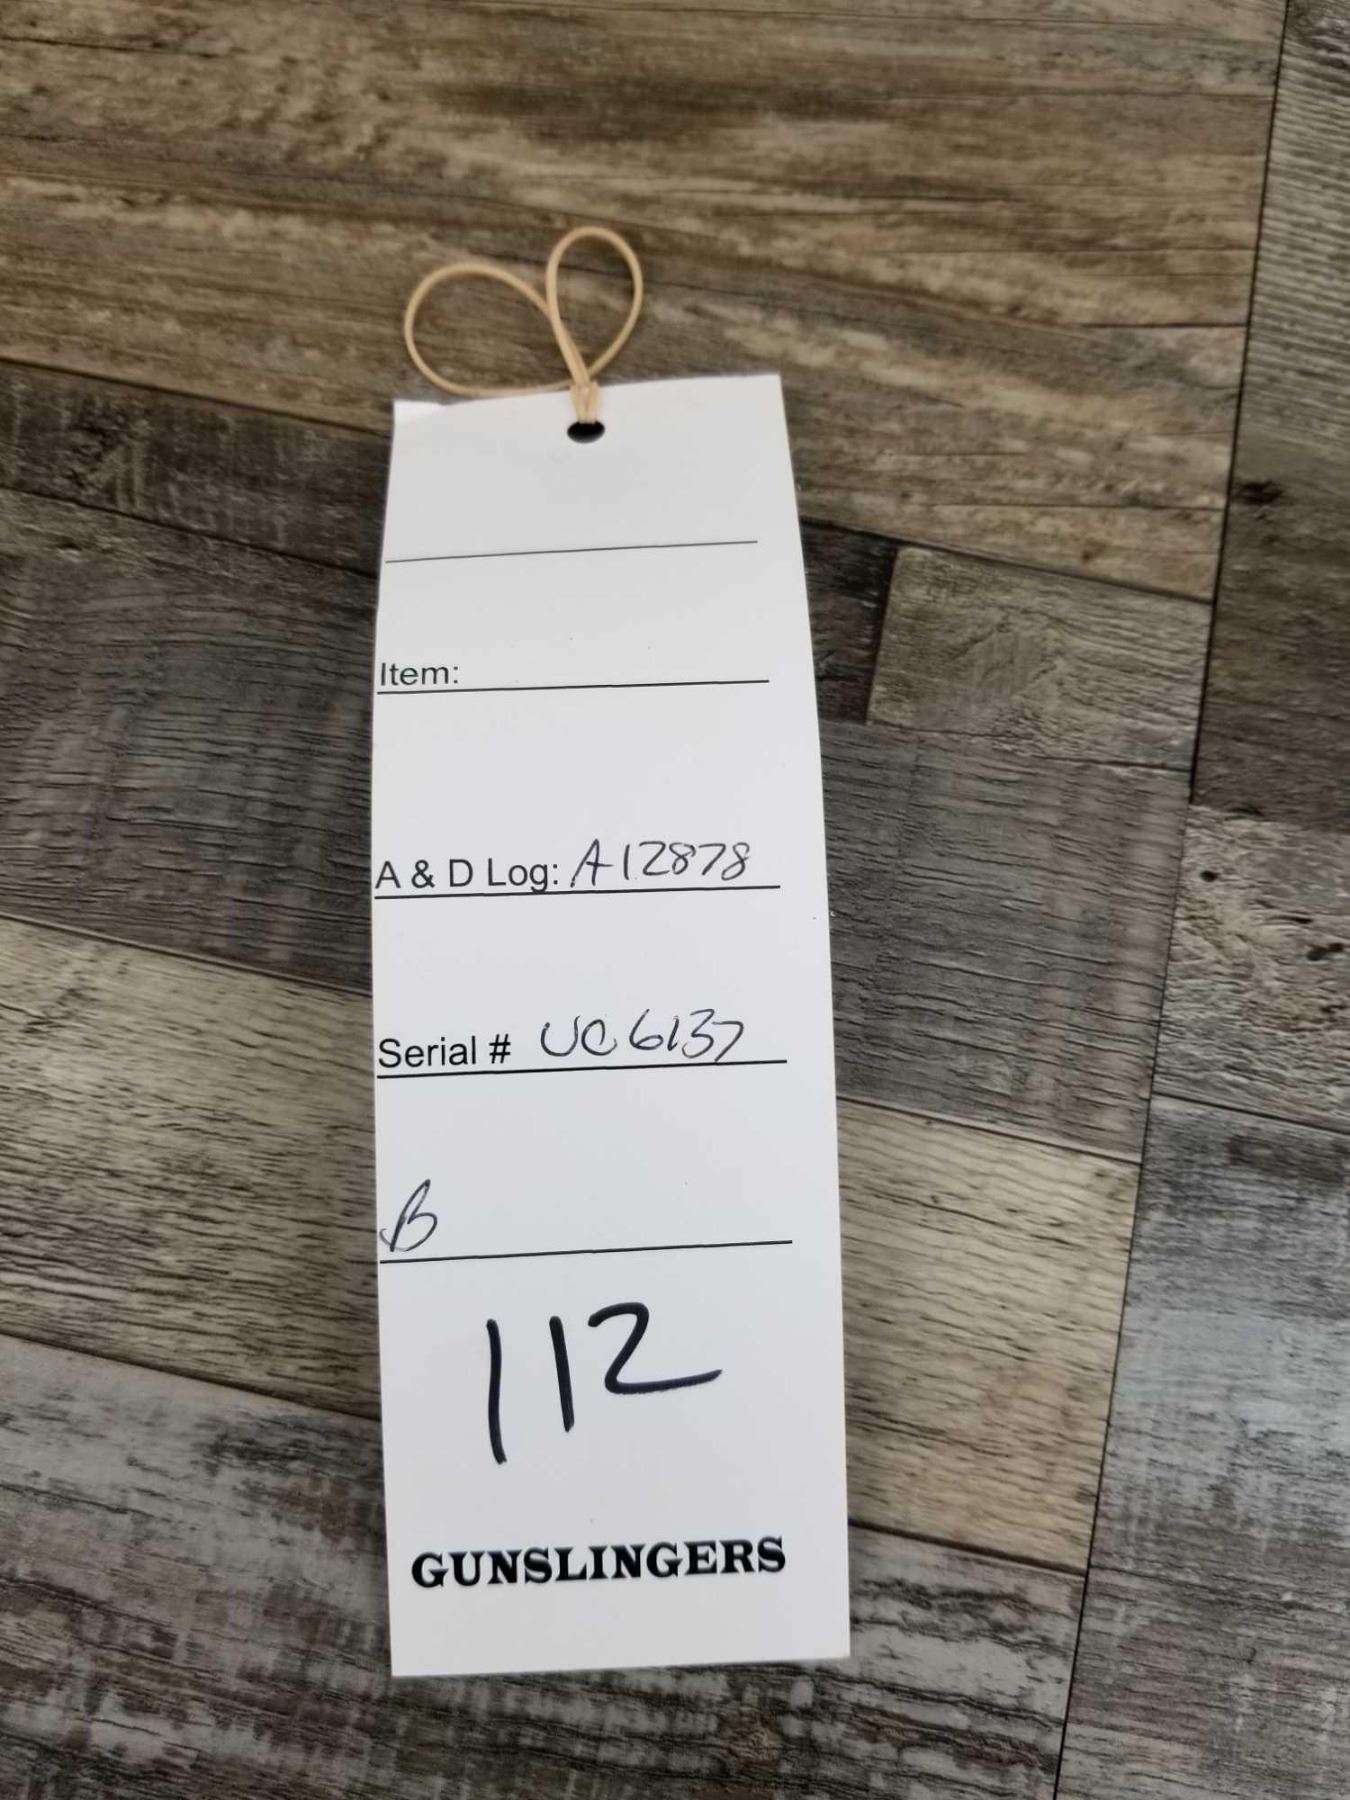 Item:
A & D Log: A12878
Serial # UC6137
B
112
GUNSLINGERS